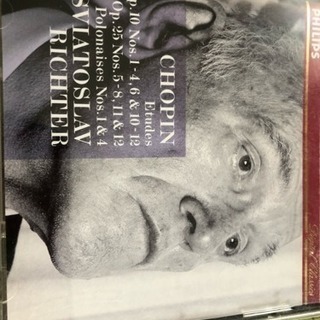 PHILIPS
CHOPIN
Etudes
Op.10 Nos.1-4, 6 & 10-12
Op.25 Nos.5-8, 11 & 12
Polonaises Nos.1 & 4
SVIATOSLAV
RICHTER